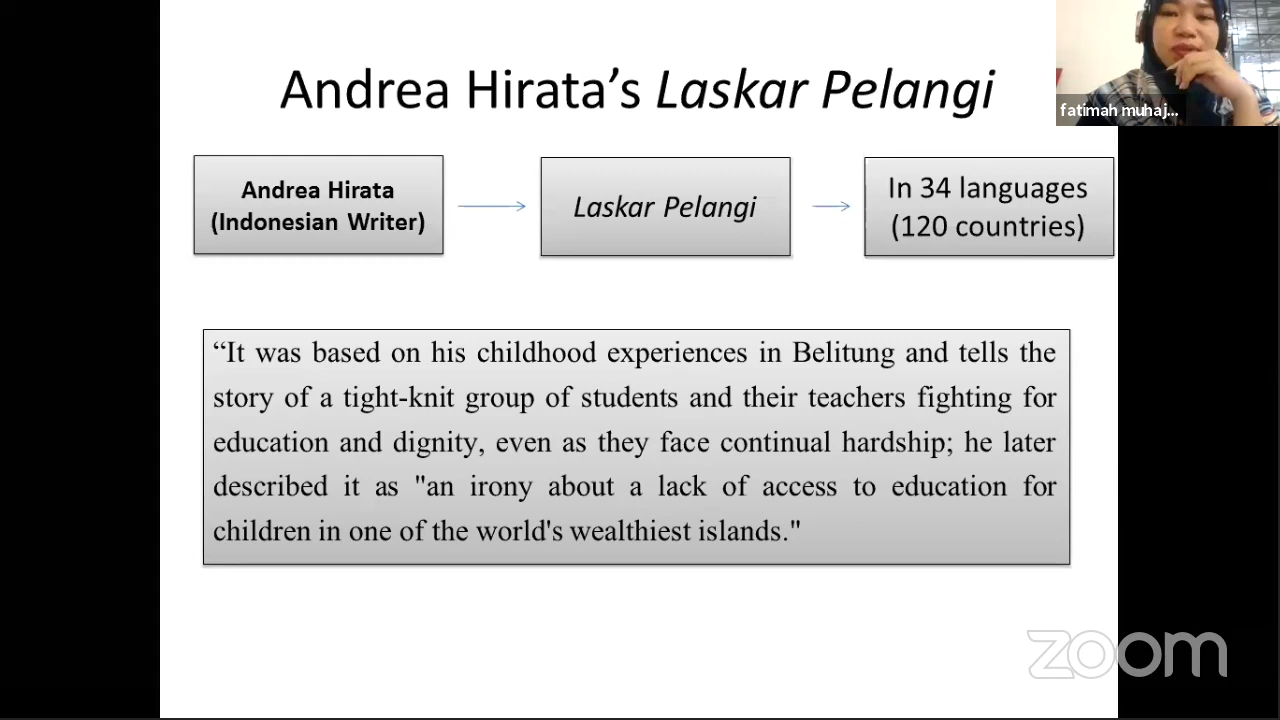 Andrea Hirata’s Laskar Pelangi
fatimah muhaj...
Andrea Hirata
(Indonesian Writer)
Laskar Pelangi
In 34 languages
(120 countries)
“It was based on his childhood experiences in Belitung and tells the
story of a tight-knit group of students and their teachers fighting for
education and dignity, even as they face continual hardship; he later
described it as "an irony about a lack of access to education for
children in one of the world's wealthiest islands."
zoom